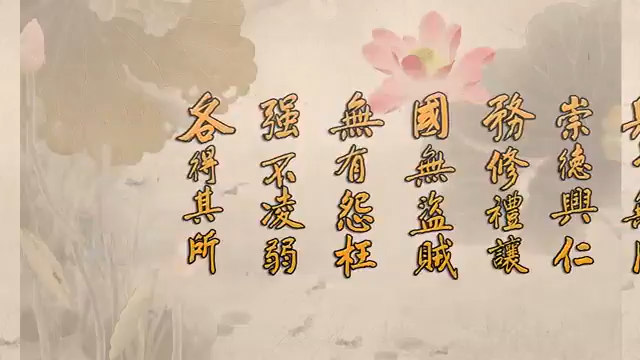 崇德興仁
務修禮讓
國無盜賊
無有怨枉
强不凌弱
各得其所